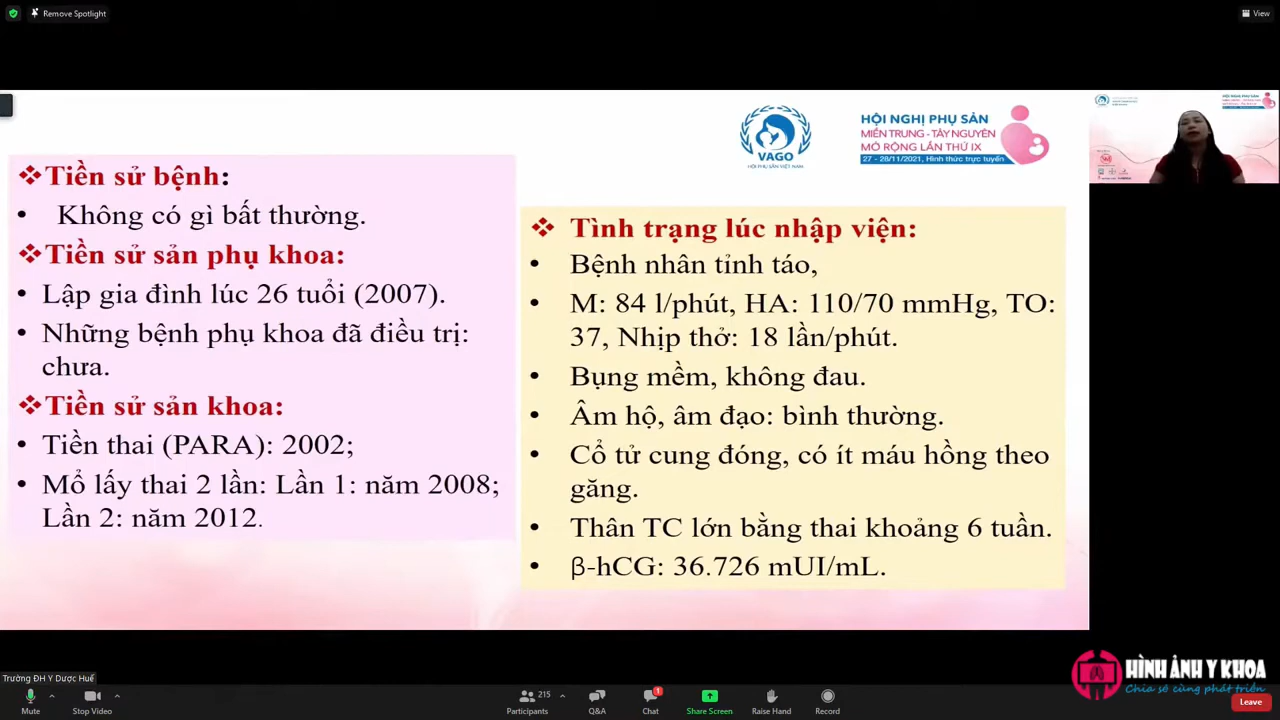 Remove Spotlight
View
VAGO
HỘI PHỤ SẢN VIỆT NAM
HỘI NGHỊ PHỤ SẢN
MIỀN TRUNG - TÂY NGUYÊN
MỞ RỘNG LẦN THỨ IX
27 - 28/11/2021, Hình thức trực tuyến
❖Tiền sử bệnh:
• Không có gì bất thường.
❖Tiền sử sản phụ khoa:
• Lập gia đình lúc 26 tuổi (2007).
• Những bệnh phụ khoa đã điều trị:
chưa.
❖Tiền sử sản khoa:
• Tiền thai (PARA): 2002;
• Mổ lấy thai 2 lần: Lần 1: năm 2008;
Lần 2: năm 2012.
❖ Tình trạng lúc nhập viện:
• Bệnh nhân tỉnh táo,
• M: 84 l/phút, HA: 110/70 mmHg, TO:
37, Nhịp thở: 18 lần/phút.
• Bụng mềm, không đau.
• Âm hộ, âm đạo: bình thường.
• Cổ tử cung đóng, có ít máu hồng theo
găng.
• Thân TC lớn bằng thai khoảng 6 tuần.
• β-hCG: 36.726 mUI/mL.
Trường ĐH Y Dược Huế
HÌNH ẢNH Y KHOA
Chia sẻ cùng phát triển
Mute
Stop Video
215
Participants
Q&A
1
Chat
Share Screen
Raise Hand
Record
Leave